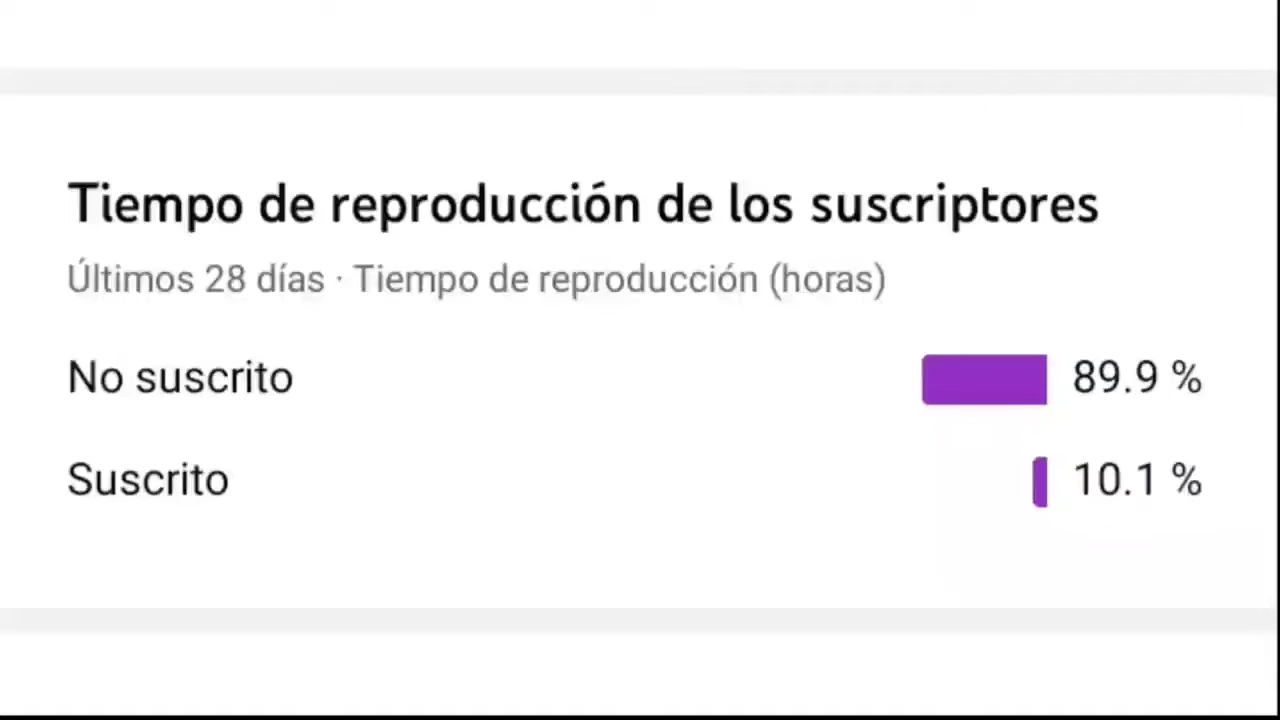 Tiempo de reproducción de los suscriptores
Últimos 28 días · Tiempo de reproducción (horas)
No suscrito 89.9 %
Suscrito 10.1 %